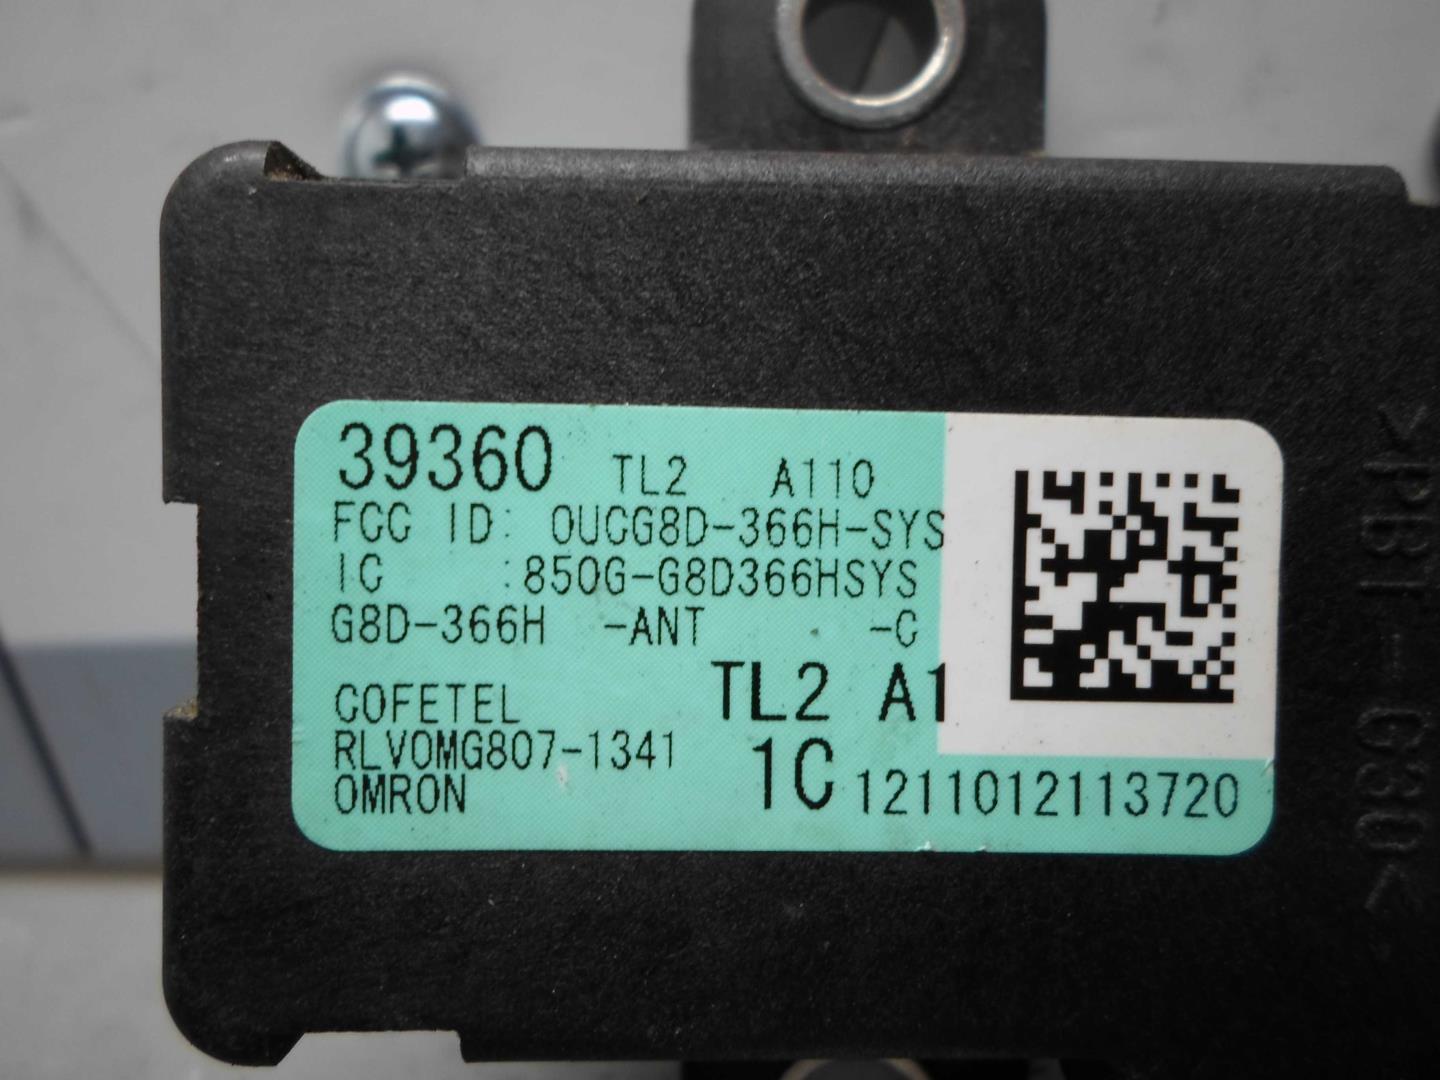 39360 TL2 A110
FCC ID: OUCG8D-366H-SYS
IC :850G-G8D366HSYS
G8D-366H -ANT -C
TL2 A1
COFETEL
RLVOMG807-1341
1C 1211012113720
OMRON
>PBT-G30<